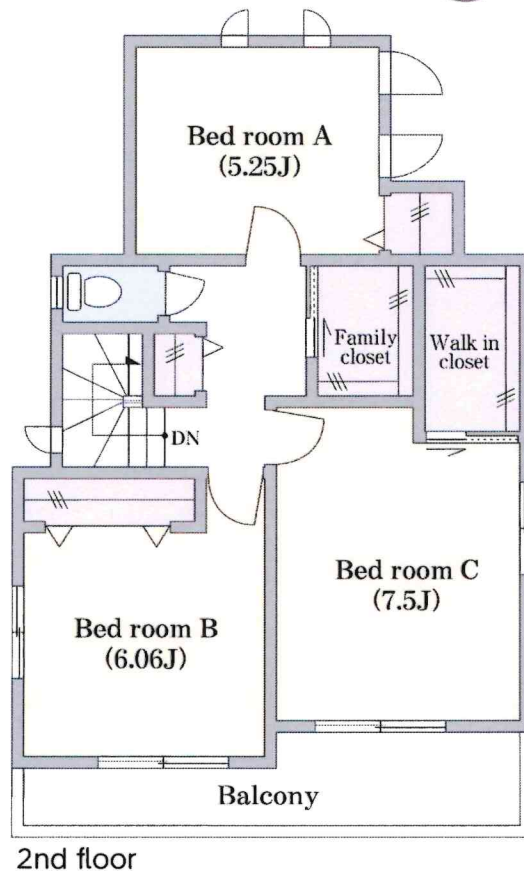 Bed room A
(5.25J)
Family
closet
Walk in
closet
DN
Bed room C
(7.5J)
Bed room B
(6.06J)
Balcony
2nd floor